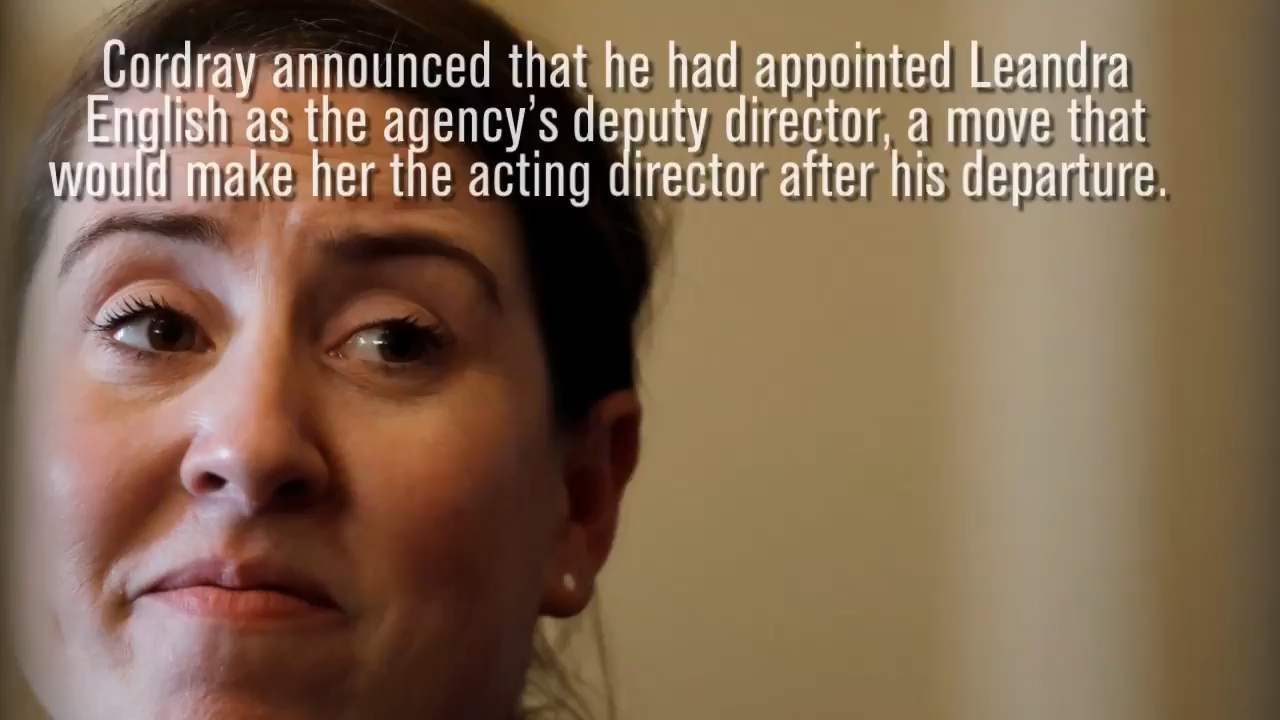 Cordray announced that he had appointed Leandra
English as the agency’s deputy director, a move that
would make her the acting director after his departure.